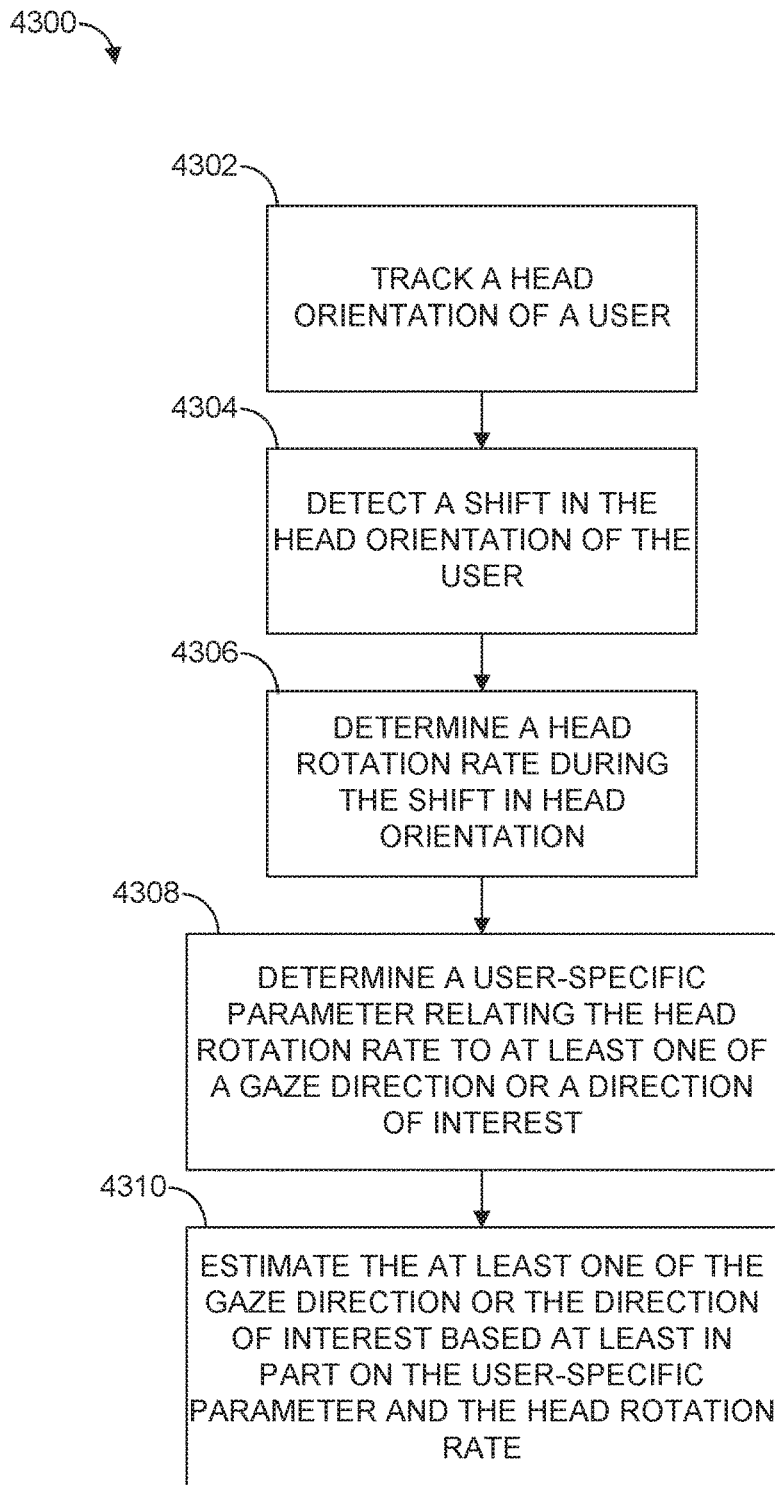 4300
4302
TRACK A HEAD
ORIENTATION OF A USER
4304
DETECT A SHIFT IN THE
HEAD ORIENTATION OF THE
USER
4306
DETERMINE A HEAD
ROTATION RATE DURING
THE SHIFT IN HEAD
ORIENTATION
4308
DETERMINE A USER-SPECIFIC
PARAMETER RELATING THE HEAD
ROTATION RATE TO AT LEAST ONE OF
A GAZE DIRECTION OR A DIRECTION
OF INTEREST
4310
ESTIMATE THE AT LEAST ONE OF THE
GAZE DIRECTION OR THE DIRECTION
OF INTEREST BASED AT LEAST IN
PART ON THE USER-SPECIFIC
PARAMETER AND THE HEAD ROTATION
RATE